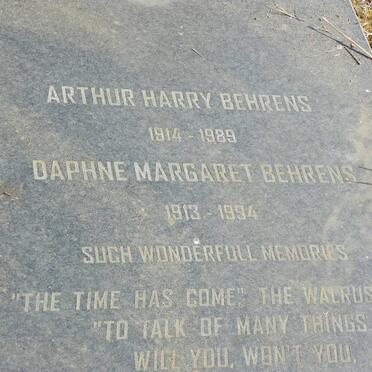 ARTHUR HARRY BEHRENS
1914 - 1989
DAPHNE MARGARET BEHRENS
1913 - 1994
SUCH WONDERFULL MEMORIES
"THE TIME HAS COME", THE WALRUS
"TO TALK OF MANY THINGS
WILL YOU, WON'T YOU,